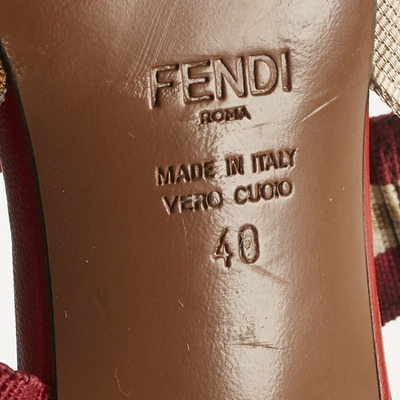 FENDI
ROMA
MADE IN ITALY
VERO CUOIO
40